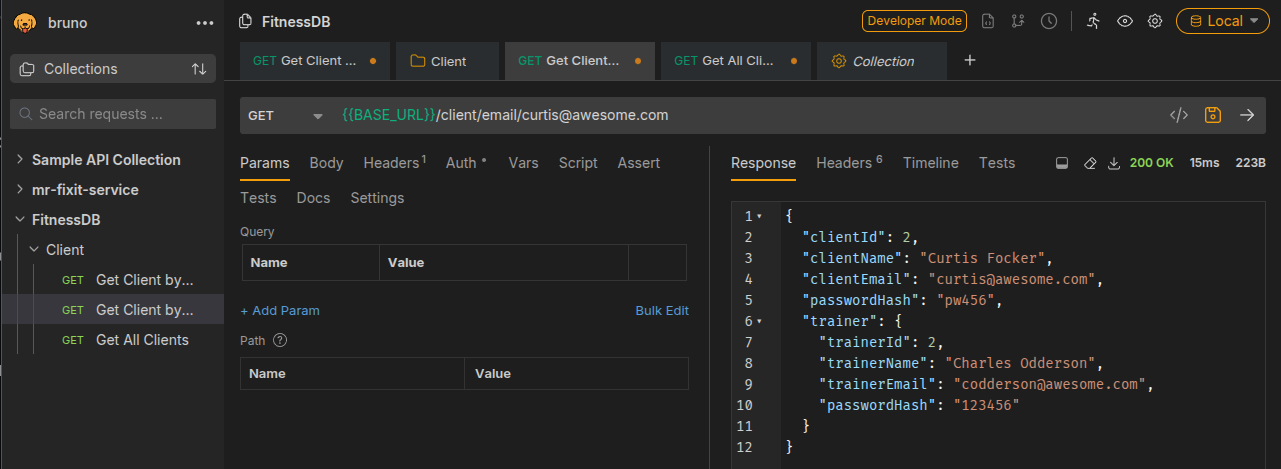 bruno
FitnessDB
Developer Mode
Local
Collections
GET Get Client ...
Client
GET Get Client...
GET Get All Cli...
Collection
Search requests ...
GET
{{BASE_URL}}/client/email/curtis@awesome.com
Sample API Collection
mr-fixit-service
FitnessDB
Client
GET Get Client by...
GET Get Client by...
GET Get All Clients
Params Body Headers 1 Auth Vars Script Assert
Tests Docs Settings
Query
Name Value
+ Add Param Bulk Edit
Path ?
Name Value
Response Headers 6 Timeline Tests 200 OK 15ms 223B
1 {
2 "clientId": 2,
3 "clientName": "Curtis Focker",
4 "clientEmail": "curtis@awesome.com",
5 "passwordHash": "pw456",
6 "trainer": {
7 "trainerId": 2,
8 "trainerName": "Charles Odderson",
9 "trainerEmail": "codderson@awesome.com",
10 "passwordHash": "123456"
11 }
12 }